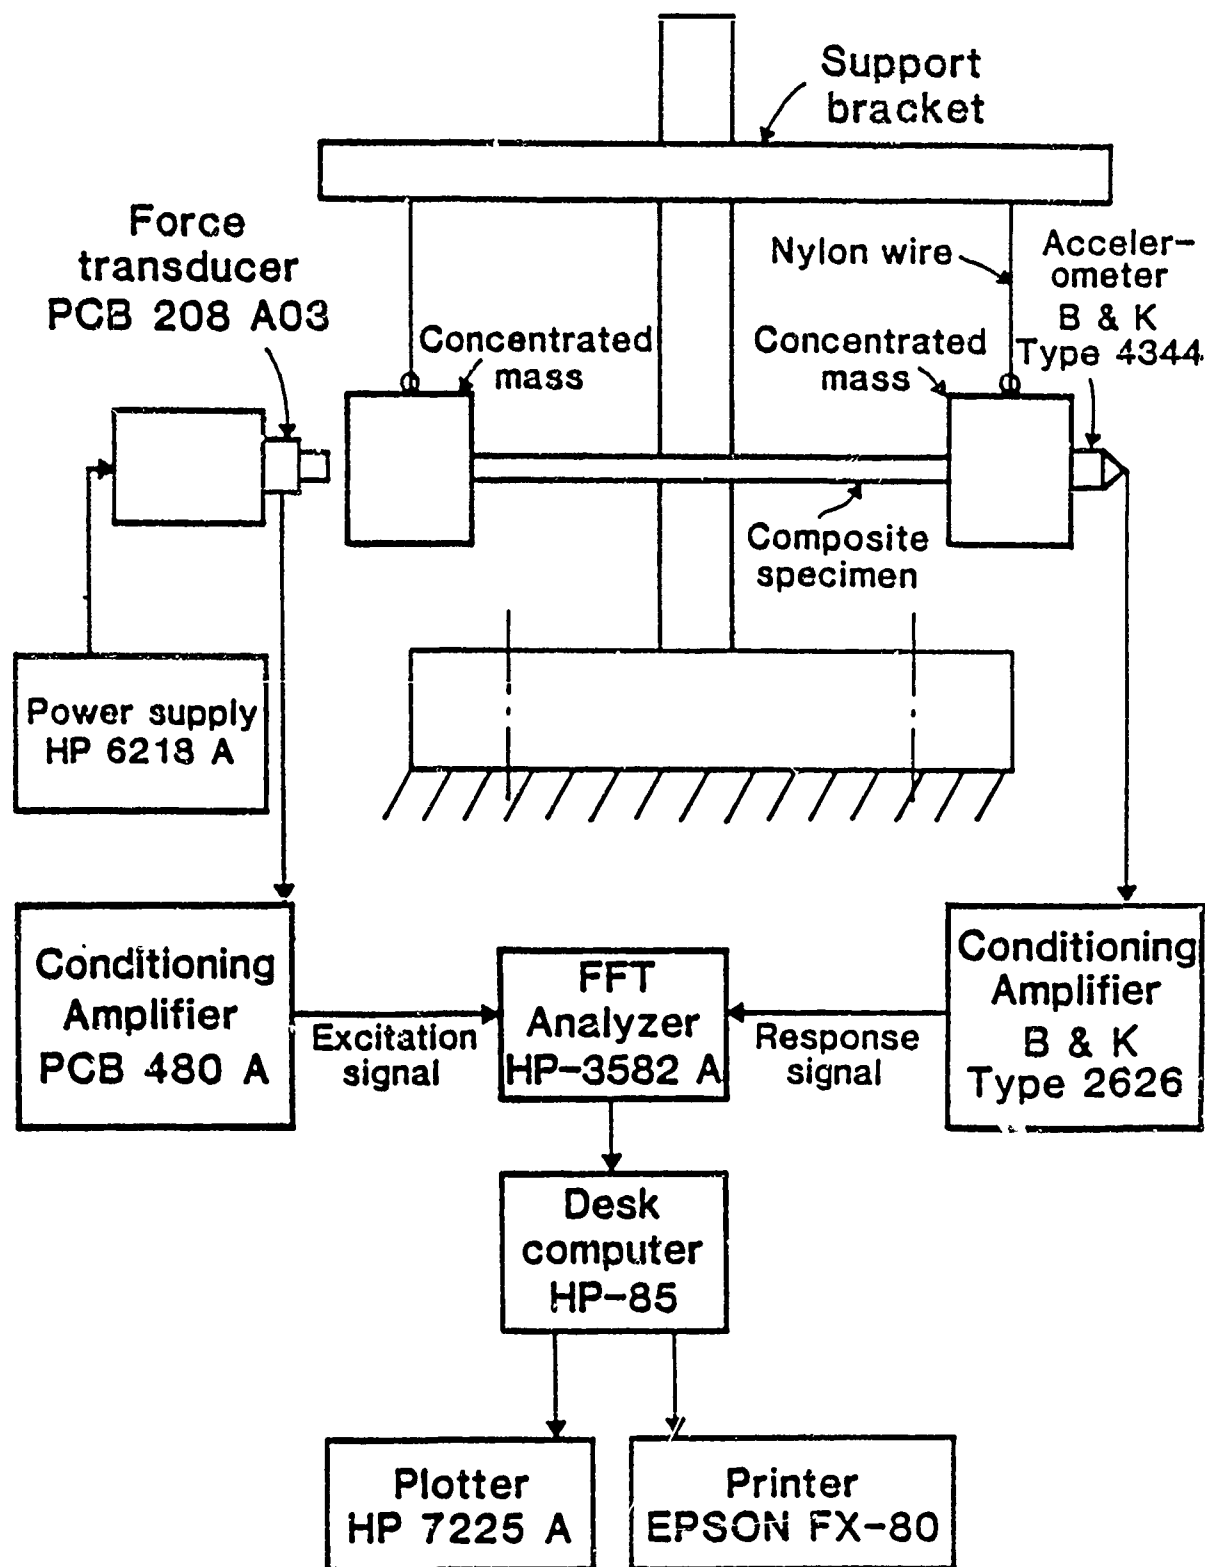 Support
bracket
Force
transducer
PCB 208 A03
Nylon wire
Acceler-
ometer
B & K
Type 4344
Concentrated
mass
Concentrated
mass
Composite
specimen
Power supply
HP 6218 A
Conditioning
Amplifier
PCB 480 A
Excitation
signal
FFT
Analyzer
HP-3582 A
Response
signal
Conditioning
Amplifier
B & K
Type 2626
Desk
computer
HP-85
Plotter
HP 7225 A
Printer
EPSON FX-80